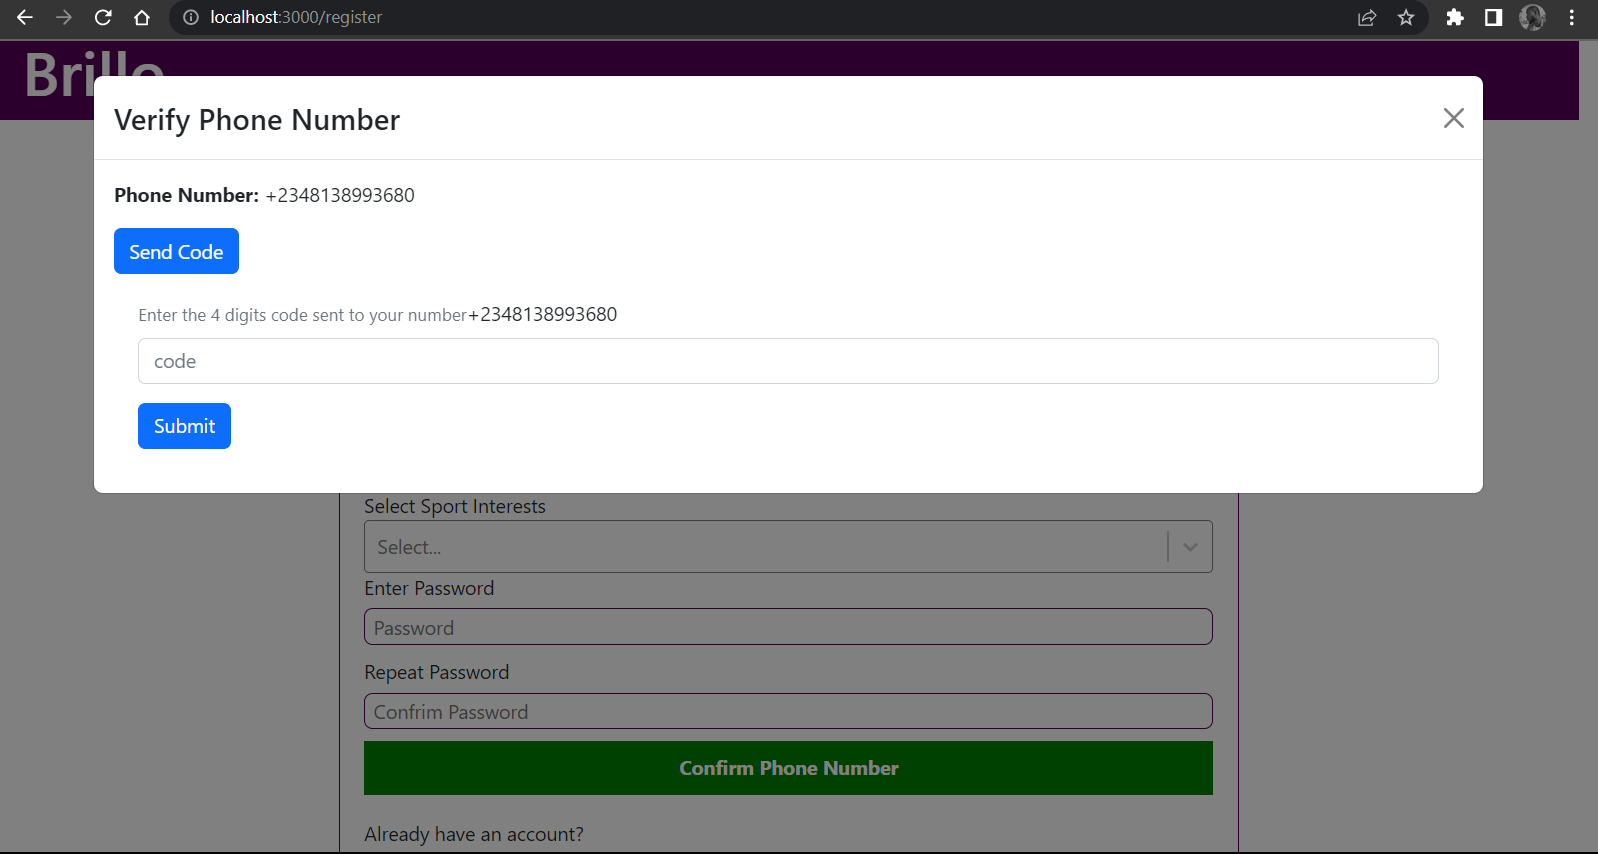 localhost:3000/register
Brillo
Verify Phone Number
Phone Number: +2348138993680
Send Code
Enter the 4 digits code sent to your number+2348138993680
code
Submit
Select Sport Interests
Select...
Enter Password
Password
Repeat Password
Confrim Password
Confirm Phone Number
Already have an account?